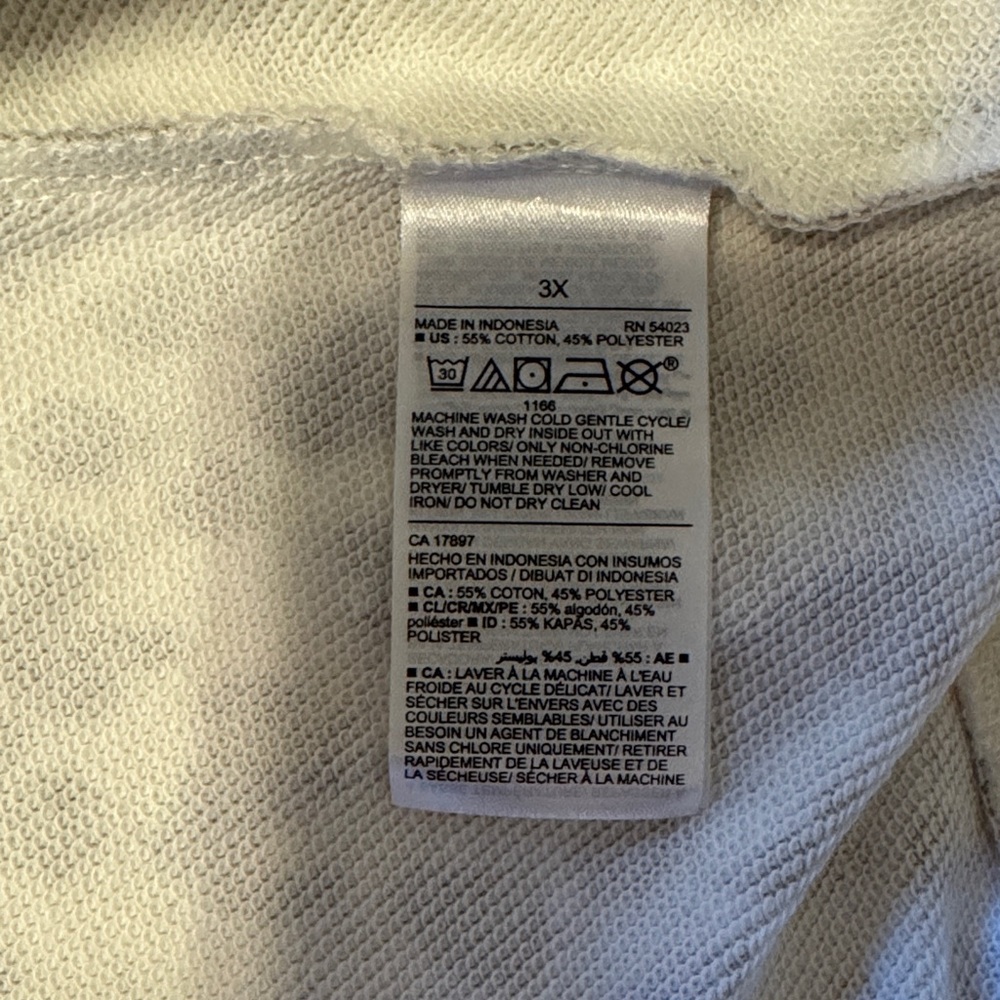 3X
MADE IN INDONESIA RN 54023
■ US : 55% COTTON, 45% POLYESTER
30 ®
1166
MACHINE WASH COLD GENTLE CYCLE/
WASH AND DRY INSIDE OUT WITH
LIKE COLORS/ ONLY NON-CHLORINE
BLEACH WHEN NEEDED/ REMOVE
PROMPTLY FROM WASHER AND
DRYER/ TUMBLE DRY LOW/ COOL
IRON/ DO NOT DRY CLEAN
CA 17897
HECHO EN INDONESIA CON INSUMOS
IMPORTADOS / DIBUAT DI INDONESIA
■ CA : 55% COTON, 45% POLYESTER
■ CL/CR/MX/PE : 55% algodón, 45%
poliéster ■ ID : 55% KAPAS, 45%
POLISTER
■ AE : 55% قطن, 45% بوليستر
■ CA : LAVER À LA MACHINE À L'EAU
FROIDE AU CYCLE DÉLICAT/ LAVER ET
SÉCHER SUR L'ENVERS AVEC DES
COULEURS SEMBLABLES/ UTILISER AU
BESOIN UN AGENT DE BLANCHIMENT
SANS CHLORE UNIQUEMENT/ RETIRER
RAPIDEMENT DE LA LAVEUSE ET DE
LA SÉCHEUSE/ SÉCHER À LA MACHINE